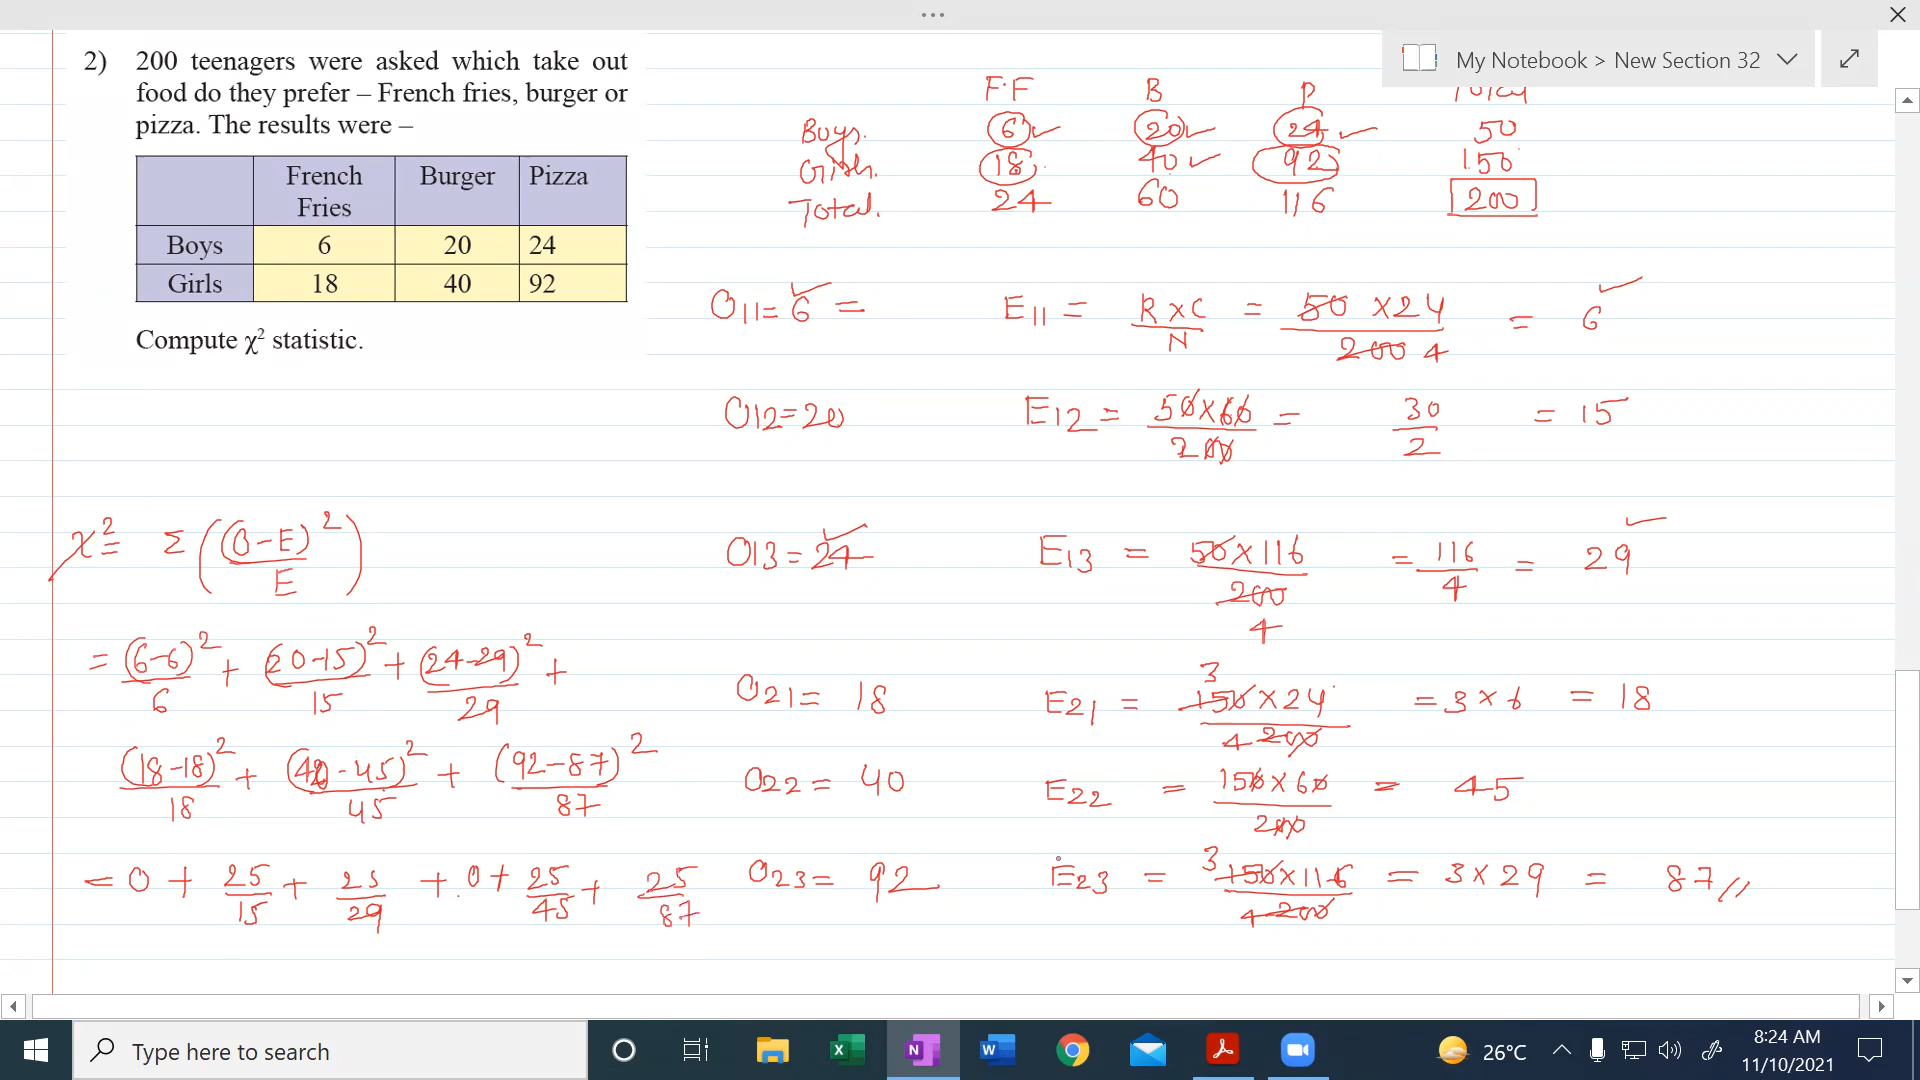 My Notebook > New Section 32
2) 200 teenagers were asked which take out
food do they prefer – French fries, burger or
pizza. The results were –
French Fries Burger Pizza
Boys 6 20 24
Girls 18 40 92
Compute χ² statistic.
F.F B P Total
Boys. 6 20 24 50
Girls. 18 40 92 150
Total. 24 60 116 200
O11 = 6 = E11 = R×C/N = 50×24/200 4 = 6
O12 = 20 E12 = 50×60/200 = 30/2 = 15
O13 = 24 E13 = 50×116/200 4 = 116/4 = 29
O21 = 18 E21 = 3 150×24/4 200 = 3×6 = 18
O22 = 40 E22 = 150×60/200 = 45
O23 = 92 E23 = 3 150×116/4 200 = 3×29 = 87//
χ² = Σ((O-E)²/E)
= (6-6)²/6 + (20-15)²/15 + (24-29)²/29 +
(18-18)²/18 + (40-45)²/45 + (92-87)²/87
= 0 + 25/15 + 25/29 + 0 + 25/45 + 25/87
Type here to search
26°C
8:24 AM
11/10/2021